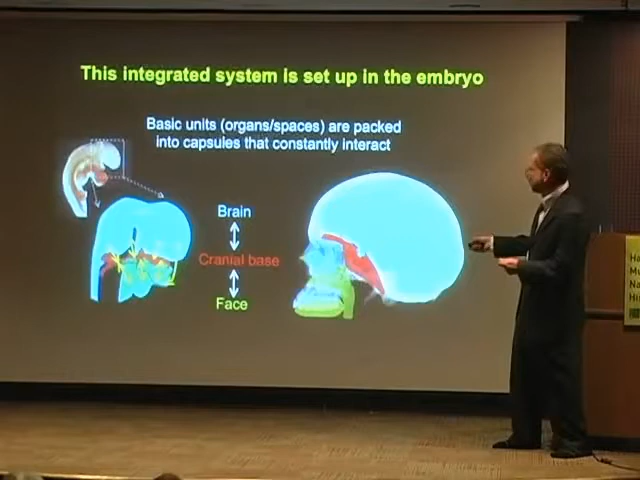 This integrated system is set up in the embryo
Basic units (organs/spaces) are packed
into capsules that constantly interact
Brain
Cranial base
Face